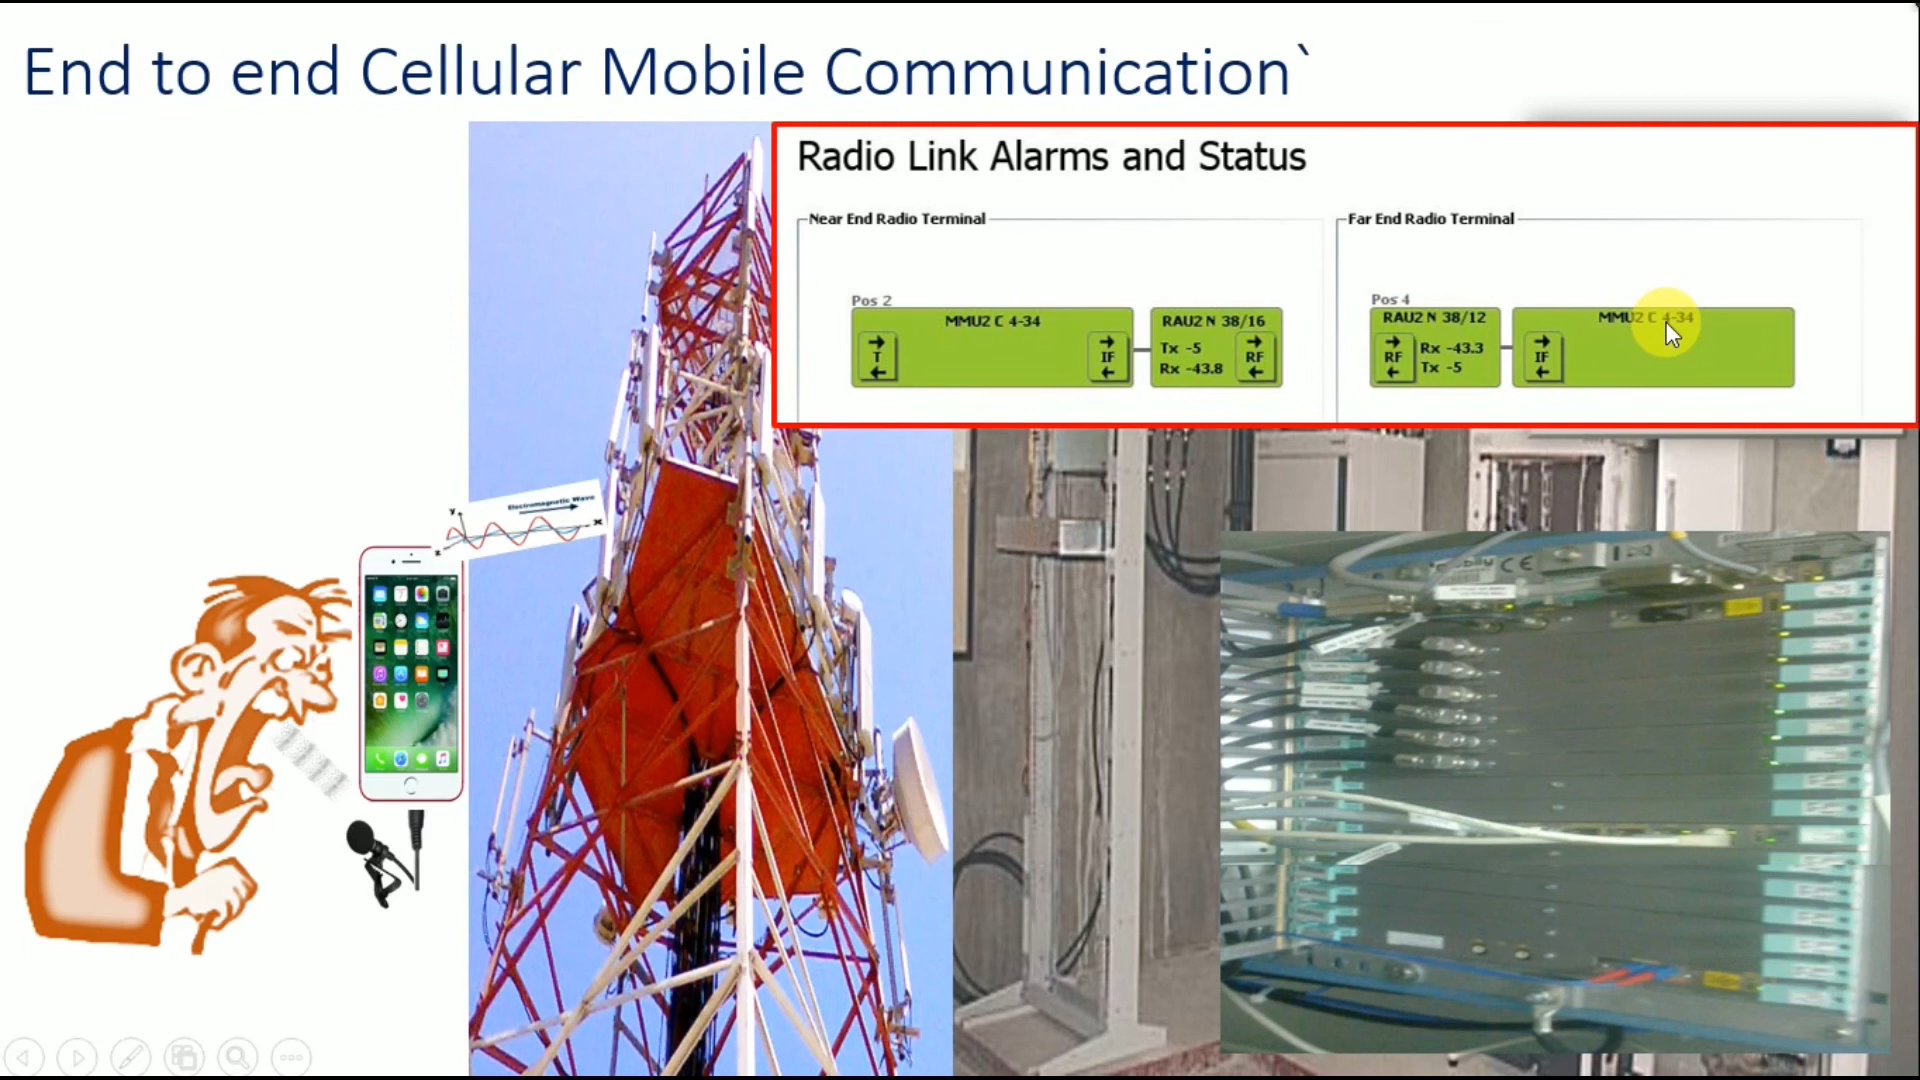 End to end Cellular Mobile Communication`
Radio Link Alarms and Status
Near End Radio Terminal
Far End Radio Terminal
Pos 2
MMU2 C 4-34
T
IF
RAU2 N 38/16
Tx -5
Rx -43.8
RF
Pos 4
RAU2 N 38/12
RF
Rx -43.3
Tx -5
MMU2 C 4-34
IF
Electromagnetic Wave
y
x
z
CE